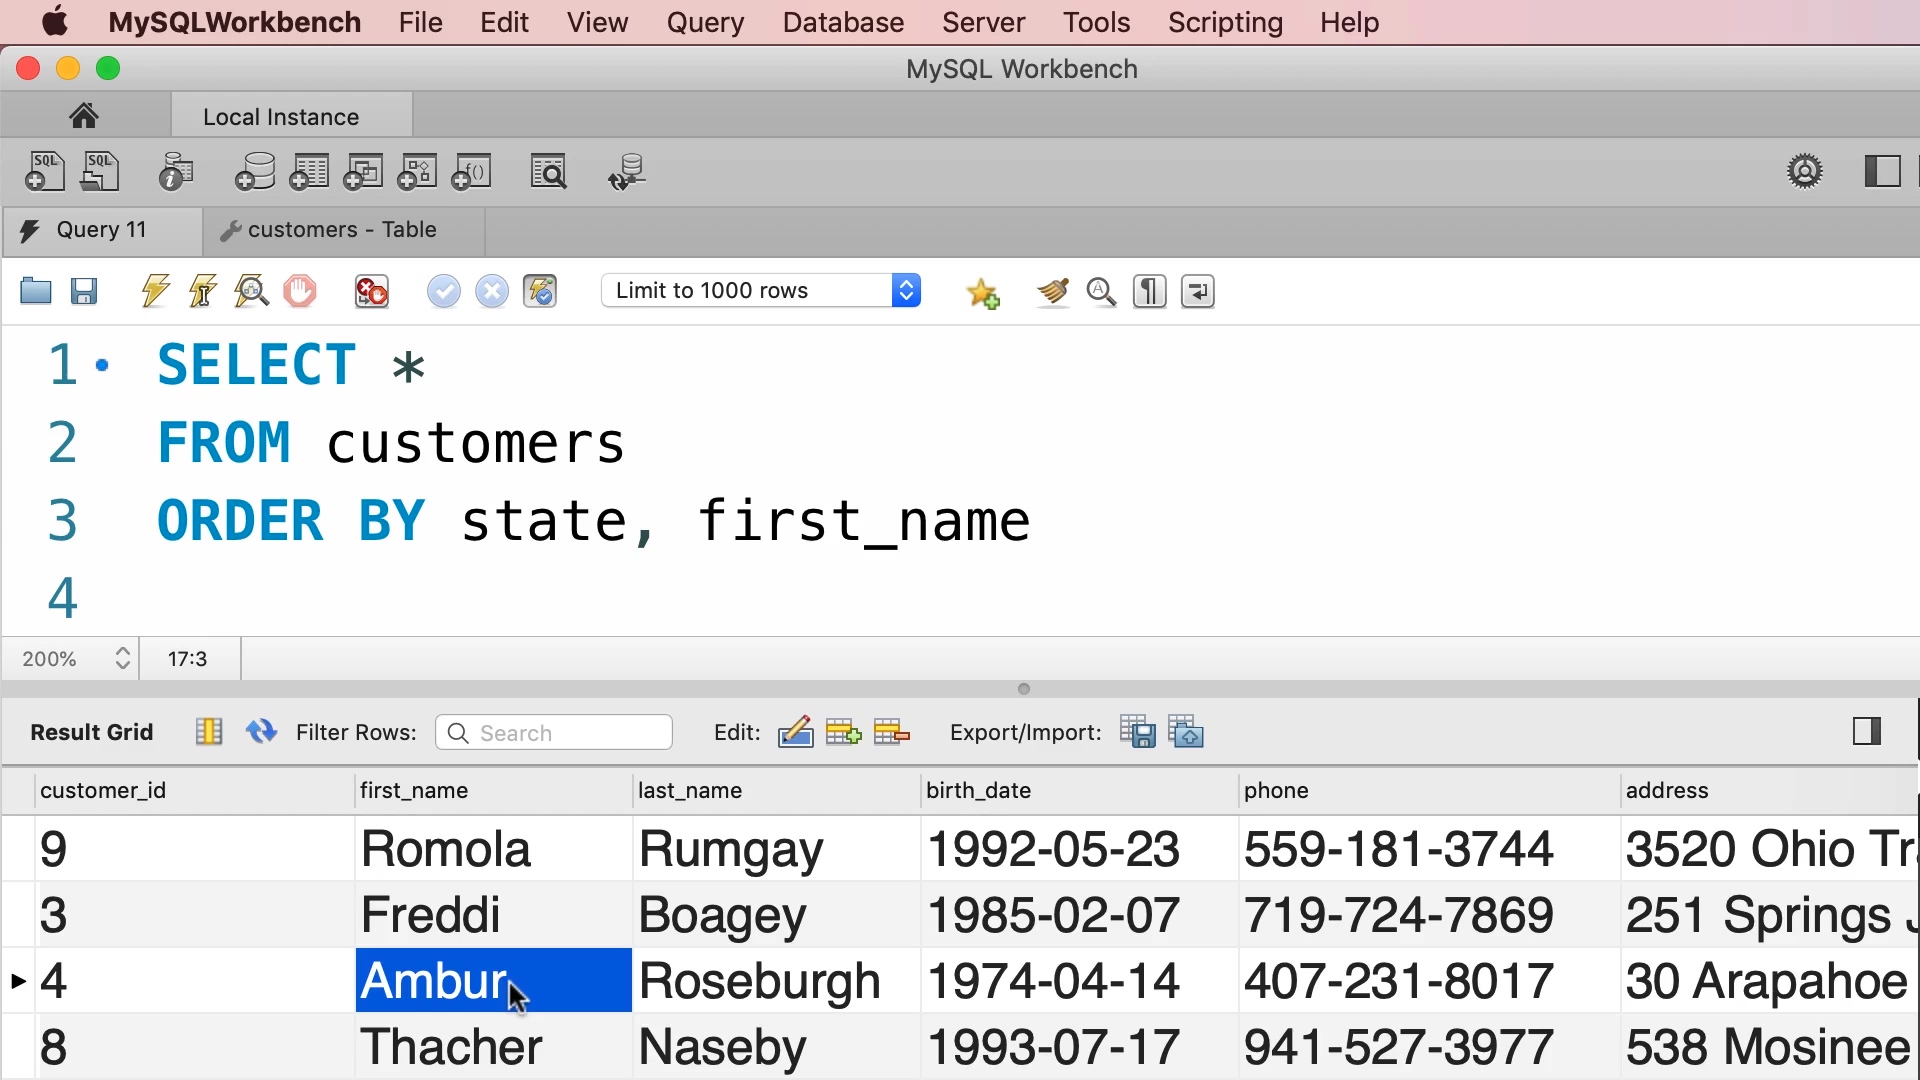 MySQLWorkbench File Edit View Query Database Server Tools Scripting Help
MySQL Workbench
Local Instance
Query 11 customers - Table
Limit to 1000 rows
1 SELECT *
2 FROM customers
3 ORDER BY state, first_name
4
200% 17:3
Result Grid Filter Rows: Search Edit: Export/Import:
customer_id first_name last_name birth_date phone address
9 Romola Rumgay 1992-05-23 559-181-3744 3520 Ohio
3 Freddi Boagey 1985-02-07 719-724-7869 251 Springs
4 Ambur Roseburgh 1974-04-14 407-231-8017 30 Arapahoe
8 Thacher Naseby 1993-07-17 941-527-3977 538 Mosinee